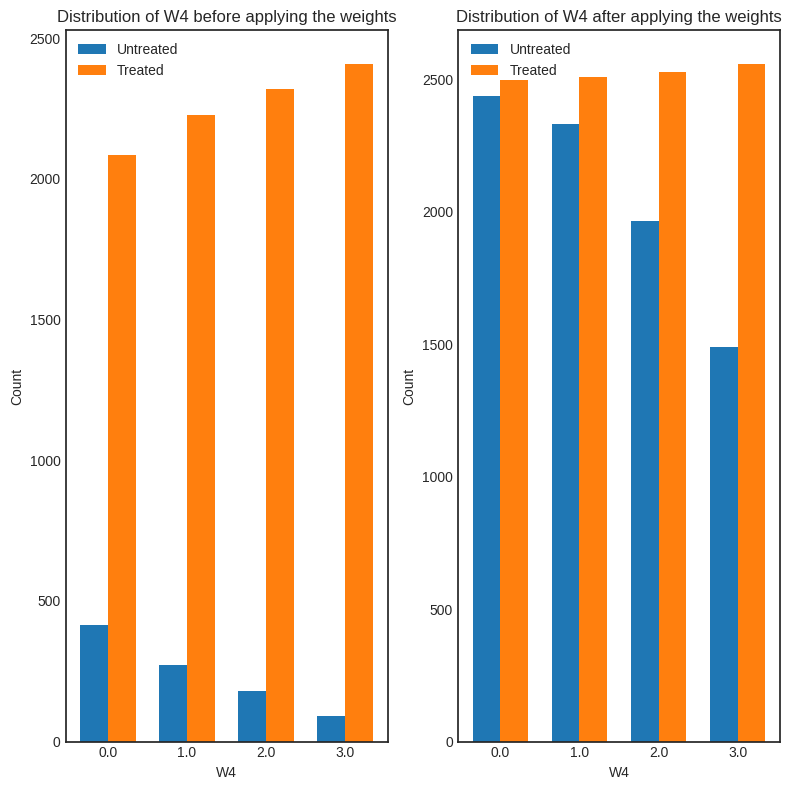 Distribution of W4 before applying the weights
Untreated
Treated
2500
2000
1500
1000
500
0
Count
0.0 1.0 2.0 3.0
W4
Distribution of W4 after applying the weights
Untreated
Treated
2500
2000
1500
1000
500
0
Count
0.0 1.0 2.0 3.0
W4